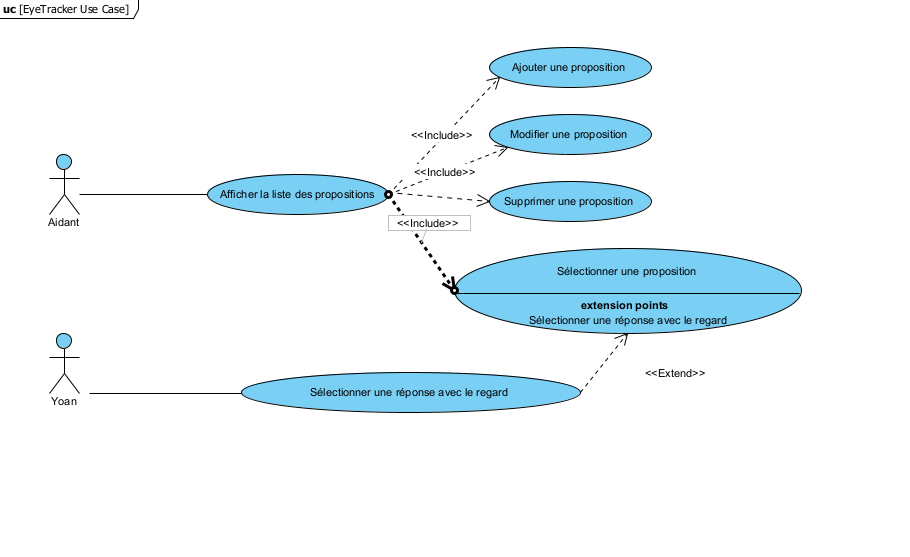 uc [EyeTracker Use Case]
Ajouter une proposition
<<Include>>
Modifier une proposition
<<Include>>
Afficher la liste des propositions
Supprimer une proposition
Aidant
<<Include>>
Sélectionner une proposition
extension points
Sélectionner une réponse avec le regard
<<Extend>>
Sélectionner une réponse avec le regard
Yoan